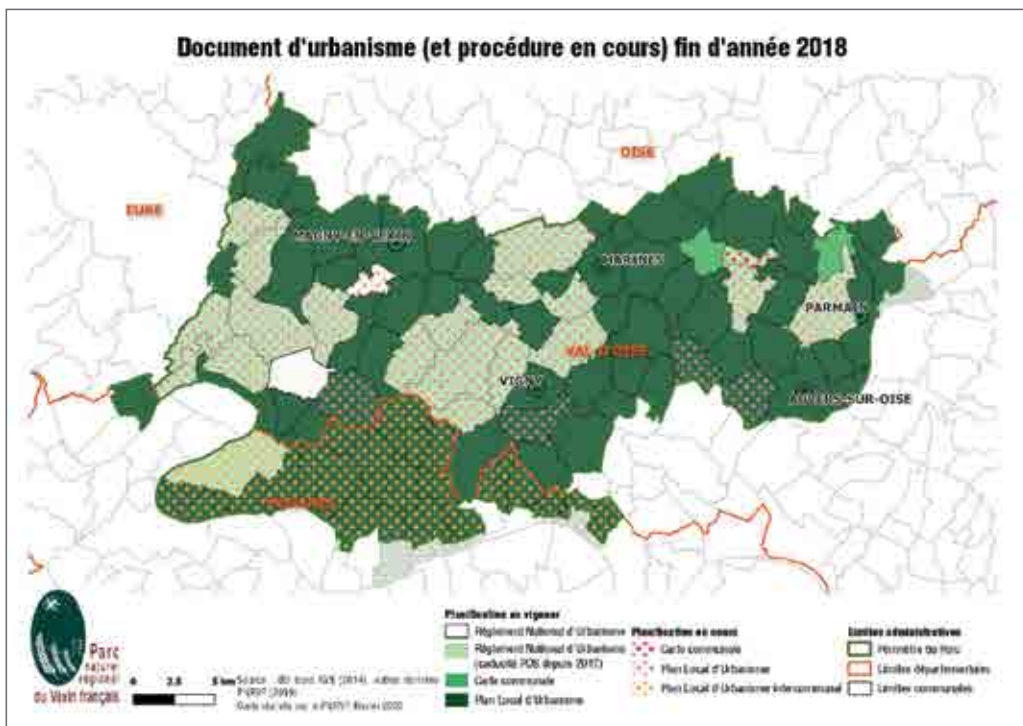 Document d'urbanisme (et procédure en cours) fin d'année 2018
OISE
EURE
MAGNY-EN-VEXIN
MARINES
PARMAIN
VAL D'OISE
VIGNY
AUVERS-SUR-OISE
YVELINES
Parc
naturel
régional
du Vexin français
0 2.5 5 km
Planification en vigueur
Règlement National d'Urbanisme
Règlement National d'Urbanisme
(caducité POS depuis 2017)
Carte communale
Plan Local d'Urbanisme
Planification en cours
Carte communale
Plan Local d'Urbanisme
Plan Local d'Urbanisme intercommunal
Limites administratives
Périmètre du Parc
Limites départementales
Limites communales